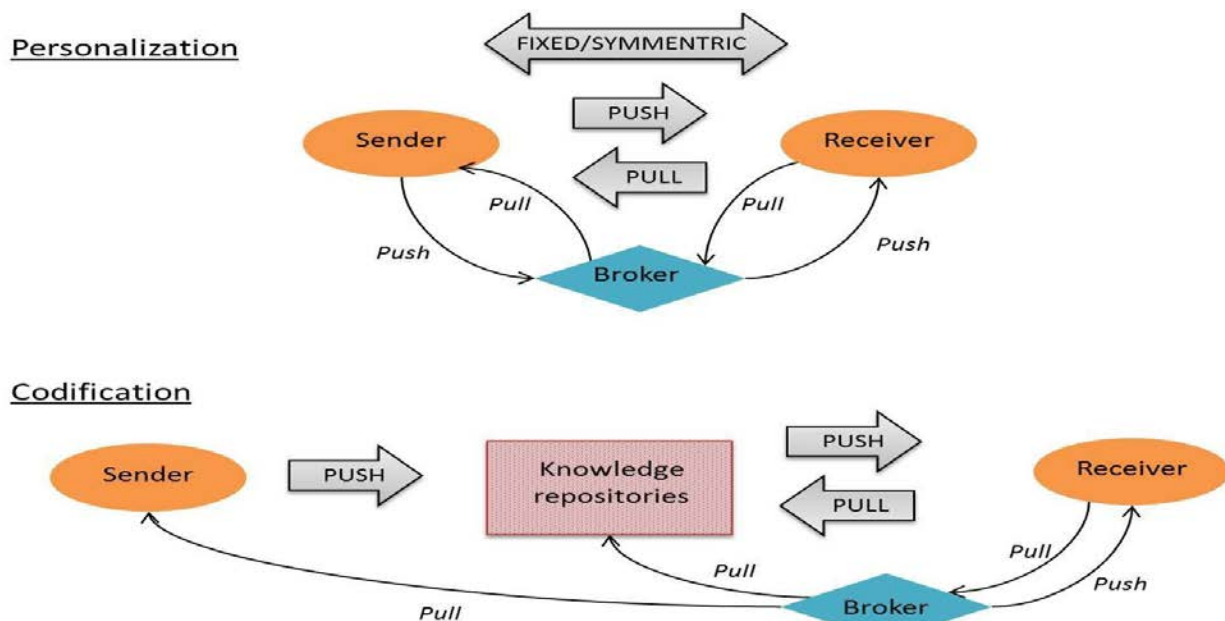 Personalization
FIXED/SYMMENTRIC
PUSH
Sender
Receiver
PULL
Pull
Pull
Push
Push
Broker
Codification
PUSH
Sender
PUSH
Knowledge
repositories
Receiver
PULL
Pull
Pull
Push
Pull
Broker